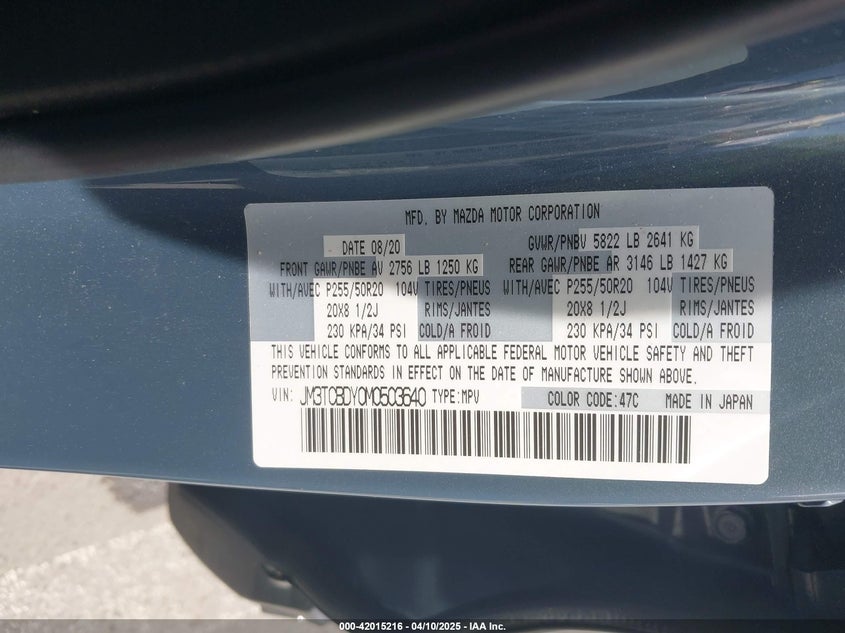 MFD. BY MAZDA MOTOR CORPORATION
DATE 08/20 GVWR/PNBV 5822 LB 2641 KG
FRONT GAWR/PNBE AV 2756 LB 1250 KG REAR GAWR/PNBE AR 3146 LB 1427 KG
WITH/AVEC P255/50R20 104V TIRES/PNEUS WITH/AVEC P255/50R20 104V TIRES/PNEUS
20X8 1/2J RIMS/JANTES 20X8 1/2J RIMS/JANTES
230 KPA/34 PSI COLD/A FROID 230 KPA/34 PSI COLD/A FROID
THIS VEHICLE CONFORMS TO ALL APPLICABLE FEDERAL MOTOR VEHICLE SAFETY AND THEFT
PREVENTION STANDARDS IN EFFECT ON THE DATE OF MANUFACTURE SHOWN ABOVE.
VIN: JM3TCBDY0M0503640 TYPE:MPV COLOR CODE:47C MADE IN JAPAN
000-42015216 - 04/10/2025 - IAA Inc.